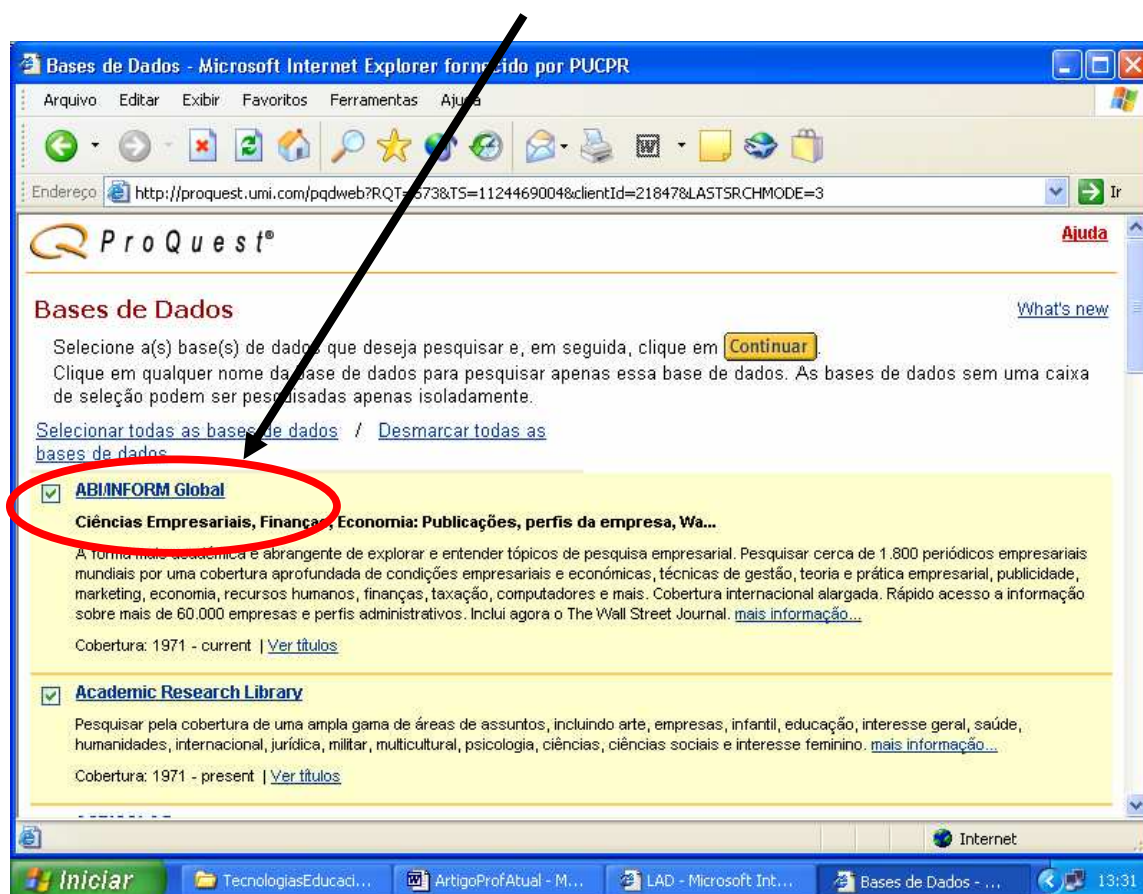 Bases de Dados - Microsoft Internet Explorer fornecido por PUCPR
Arquivo Editar Exibir Favoritos Ferramentas Ajuda
Endereço http://proquest.umi.com/pqdweb?RQT=573&TS=1124469004&clientId=21847&LASTSRCHMODE=3 Ir
ProQuest® Ajuda
Bases de Dados What's new
Selecione a(s) base(s) de dados que deseja pesquisar e, em seguida, clique em Continuar.
Clique em qualquer nome da base de dados para pesquisar apenas essa base de dados. As bases de dados sem uma caixa
de seleção podem ser pesquisadas apenas isoladamente.
Selecionar todas as bases de dados / Desmarcar todas as
bases de dados
ABI/INFORM Global
Ciências Empresariais, Finanças, Economia: Publicações, perfis da empresa, Wa...
A forma mais académica e abrangente de explorar e entender tópicos de pesquisa empresarial. Pesquisar cerca de 1.800 periódicos empresariais
mundiais por uma cobertura aprofundada de condições empresariais e económicas, técnicas de gestão, teoria e prática empresarial, publicidade,
marketing, economia, recursos humanos, finanças, taxação, computadores e mais. Cobertura internacional alargada. Rápido acesso a informação
sobre mais de 60.000 empresas e perfis administrativos. Inclui agora o The Wall Street Journal. mais informação...
Cobertura: 1971 - current | Ver títulos
Academic Research Library
Pesquisar pela cobertura de uma ampla gama de áreas de assuntos, incluindo arte, empresas, infantil, educação, interesse geral, saúde,
humanidades, internacional, jurídica, militar, multicultural, psicologia, ciências, ciências sociais e interesse feminino. mais informação...
Cobertura: 1971 - present | Ver títulos
Internet
Iniciar TecnologiasEducaci... ArtigoProfAtual - M... LAD - Microsoft Int... Bases de Dados - ... 13:31